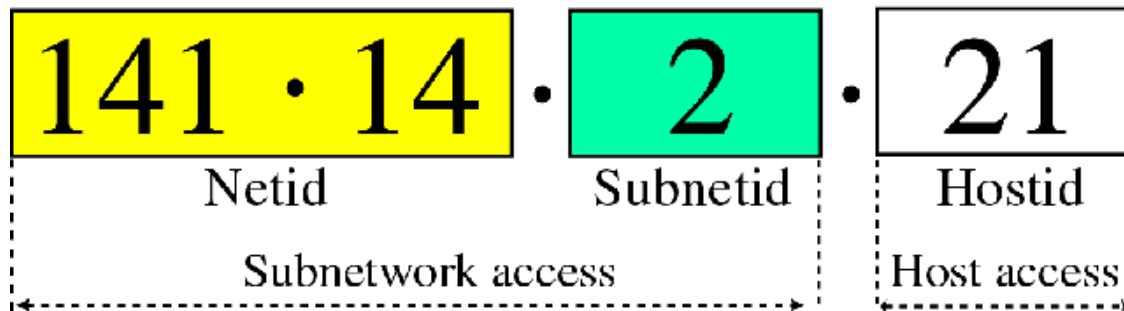 141 · 14 · 2 · 21
Netid Subnetid Hostid
Subnetwork access Host access